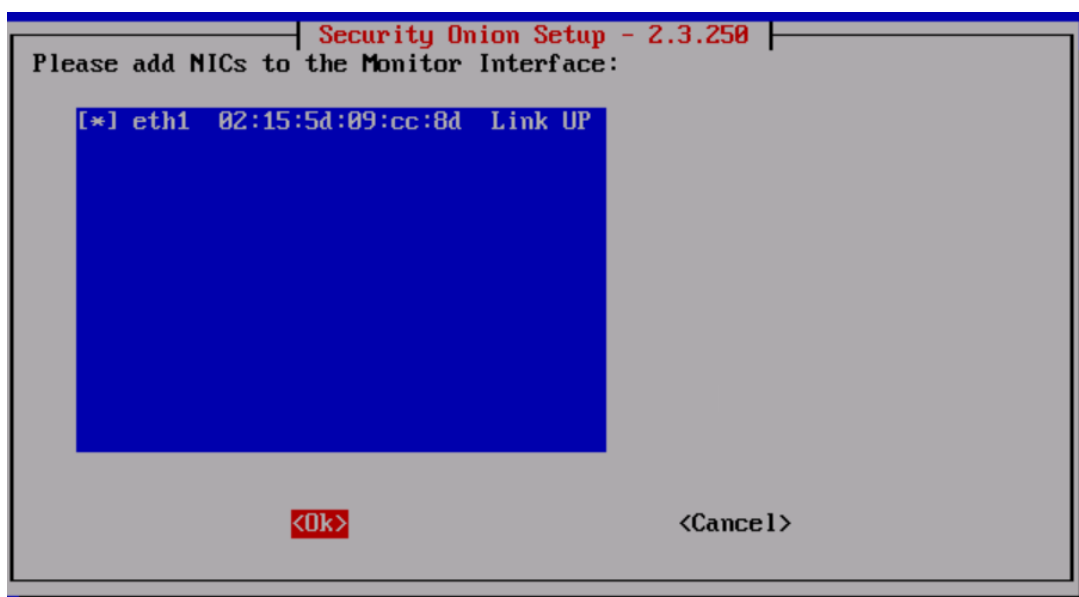 Security Onion Setup - 2.3.250
Please add NICs to the Monitor Interface:
[*] eth1 02:15:5d:09:cc:8d Link UP
<Ok> <Cancel>